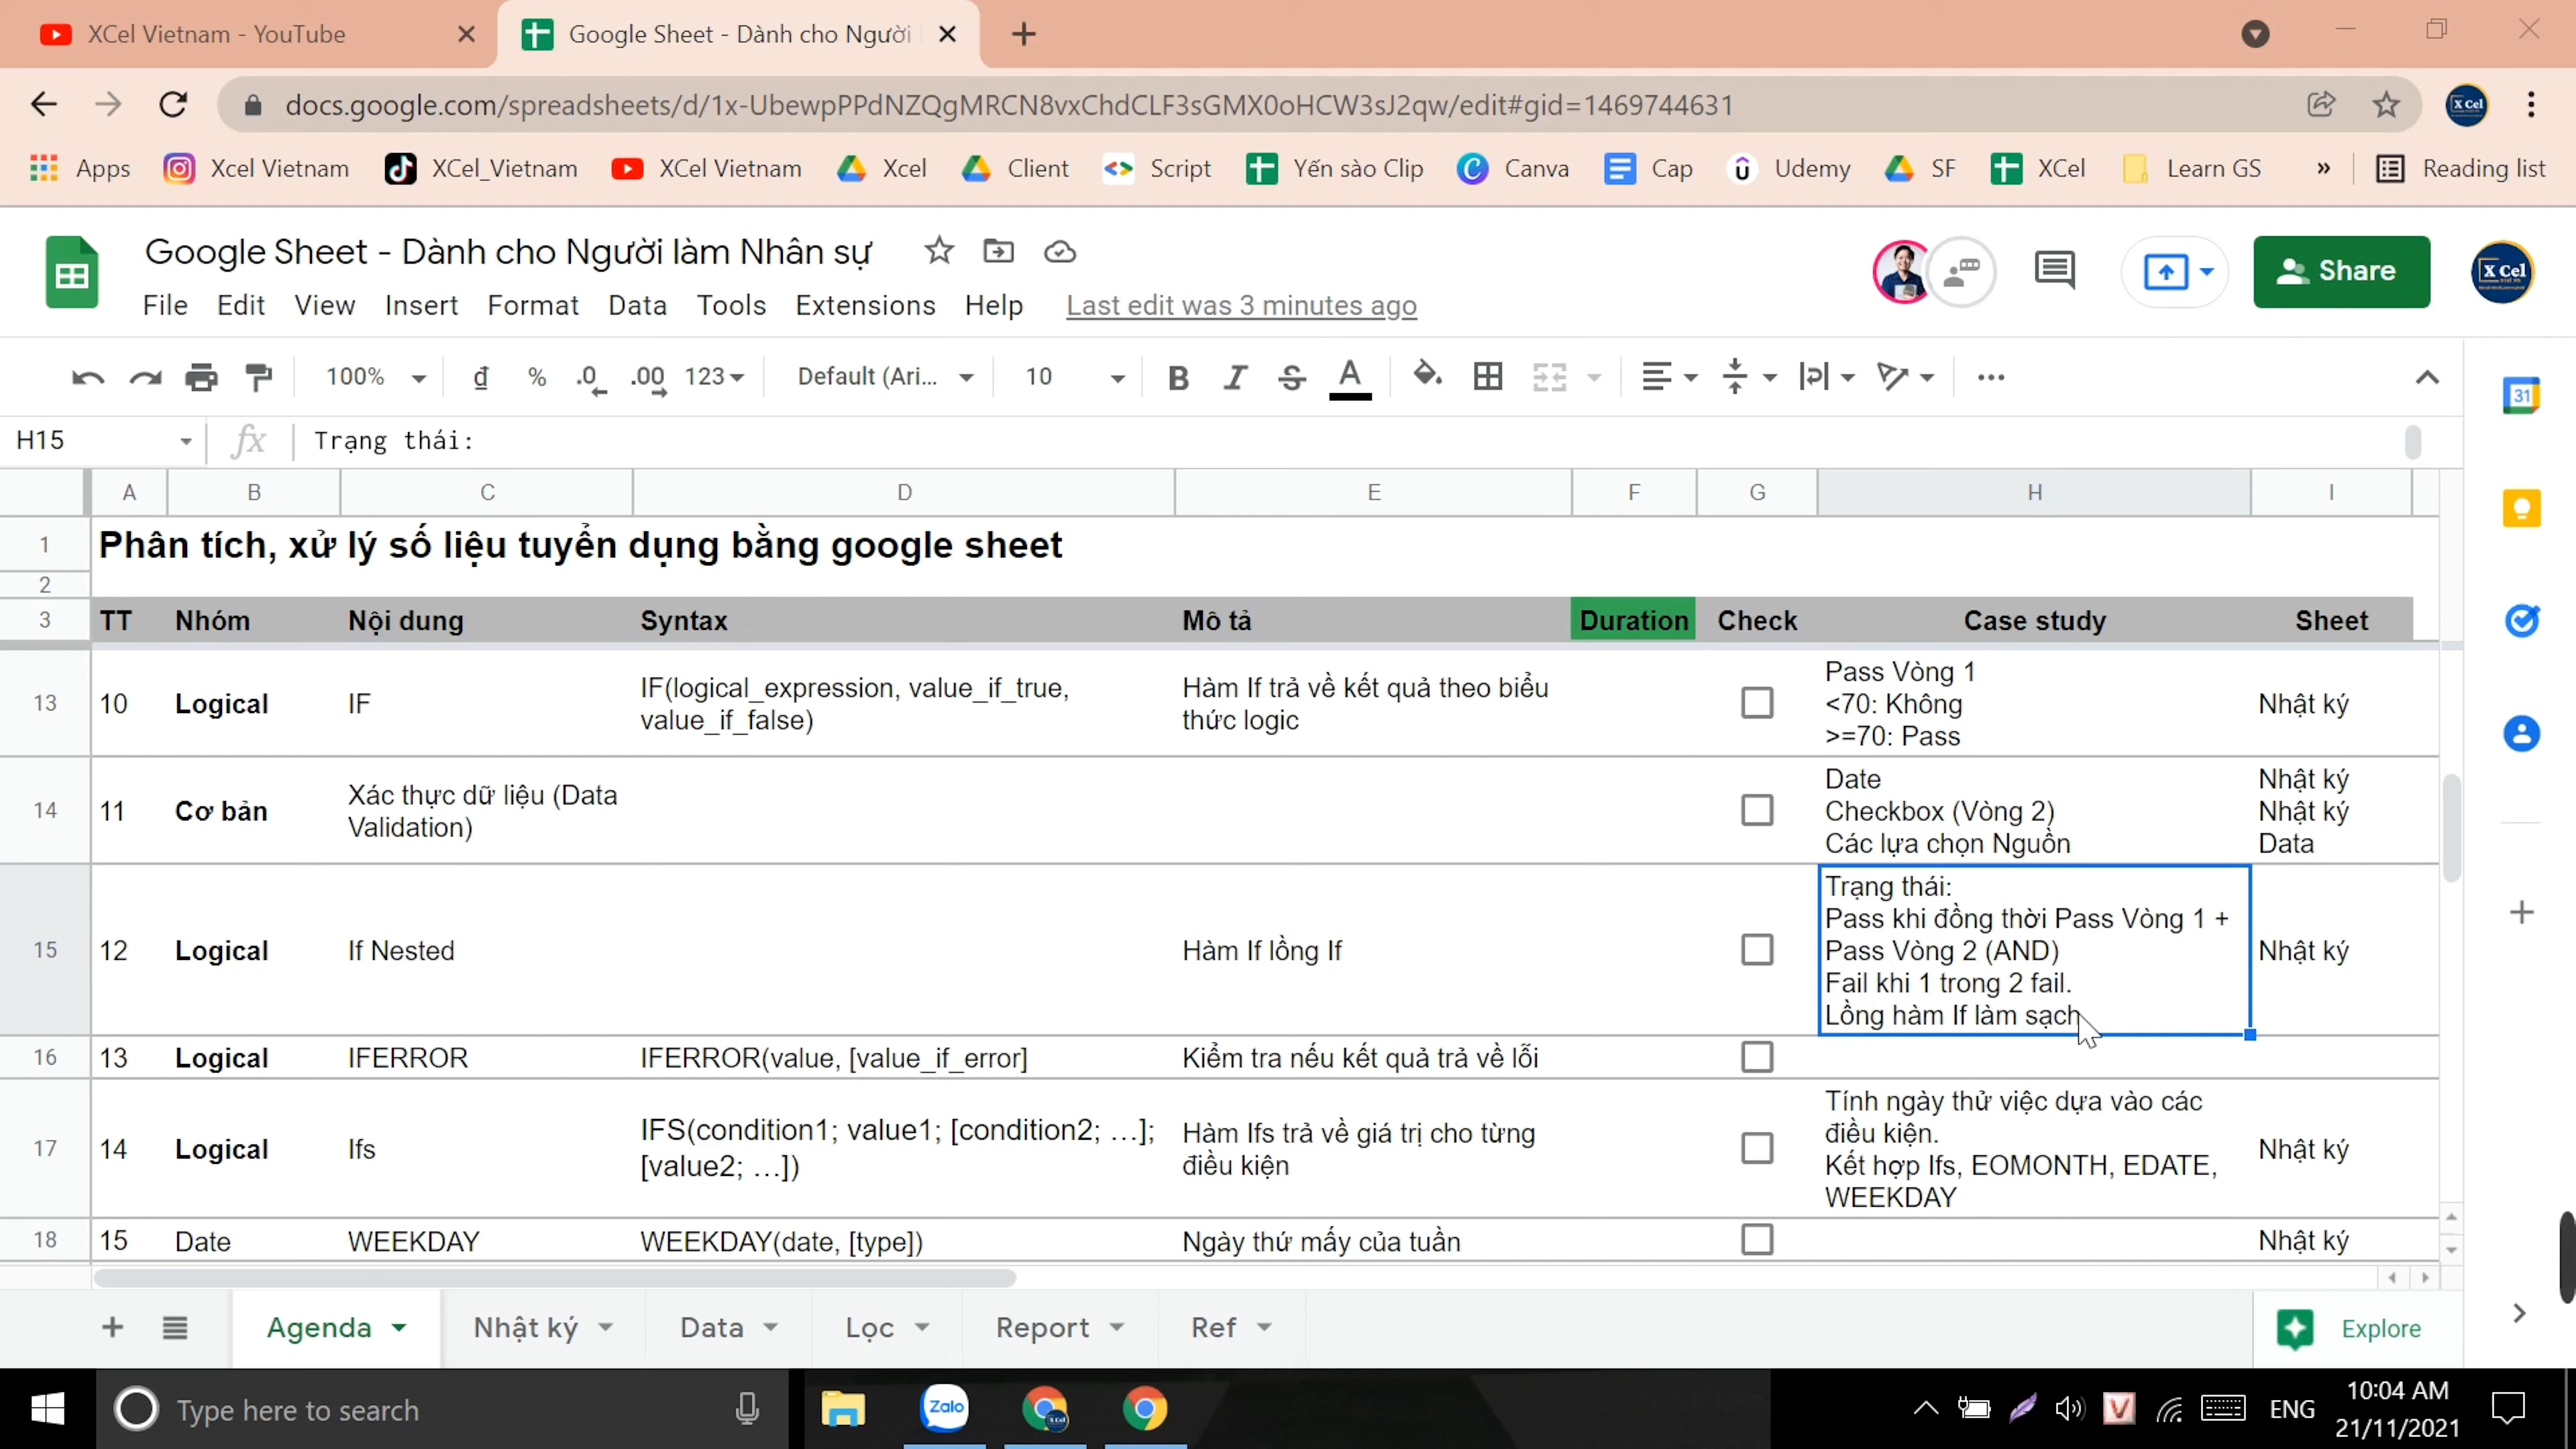 XCel Vietnam - YouTube
Google Sheet - Dành cho Người
docs.google.com/spreadsheets/d/1x-UbewpPPdNZQgMRCN8vxChdCLF3sGMX0oHCW3sJ2qw/edit#gid=1469744631
Apps Xcel Vietnam XCel_Vietnam XCel Vietnam Xcel Client Script Yến sào Clip Canva Cap Udemy SF XCel Learn GS » Reading list
Google Sheet - Dành cho Người làm Nhân sự
Share
X Cel
File Edit View Insert Format Data Tools Extensions Help Last edit was 3 minutes ago
100% đ % .0 .00 123 Default (Ari... 10 B I S A
31
H15 fx Trạng thái:
A B C D E F G H I
1 Phân tích, xử lý số liệu tuyển dụng bằng google sheet
2
3 TT Nhóm Nội dung Syntax Mô tả Duration Check Case study Sheet
13 10 Logical IF IF(logical_expression, value_if_true,
value_if_false) Hàm If trả về kết quả theo biểu
thức logic Pass Vòng 1
<70: Không
>=70: Pass Nhật ký
14 11 Cơ bản Xác thực dữ liệu (Data
Validation) Date
Checkbox (Vòng 2)
Các lựa chọn Nguồn Nhật ký
Nhật ký
Data
15 12 Logical If Nested Hàm If lồng If Trạng thái:
Pass khi đồng thời Pass Vòng 1 +
Pass Vòng 2 (AND)
Fail khi 1 trong 2 fail.
Lồng hàm If làm sạch Nhật ký
16 13 Logical IFERROR IFERROR(value, [value_if_error] Kiểm tra nếu kết quả trả về lỗi
17 14 Logical Ifs IFS(condition1; value1; [condition2; …];
[value2; …]) Hàm Ifs trả về giá trị cho từng
điều kiện Tính ngày thử việc dựa vào các
điều kiện.
Kết hợp Ifs, EOMONTH, EDATE,
WEEKDAY Nhật ký
18 15 Date WEEKDAY WEEKDAY(date, [type]) Ngày thứ mấy của tuần Nhật ký
Agenda Nhật ký Data Lọc Report Ref Explore
Type here to search Zalo V ENG 10:04 AM
21/11/2021